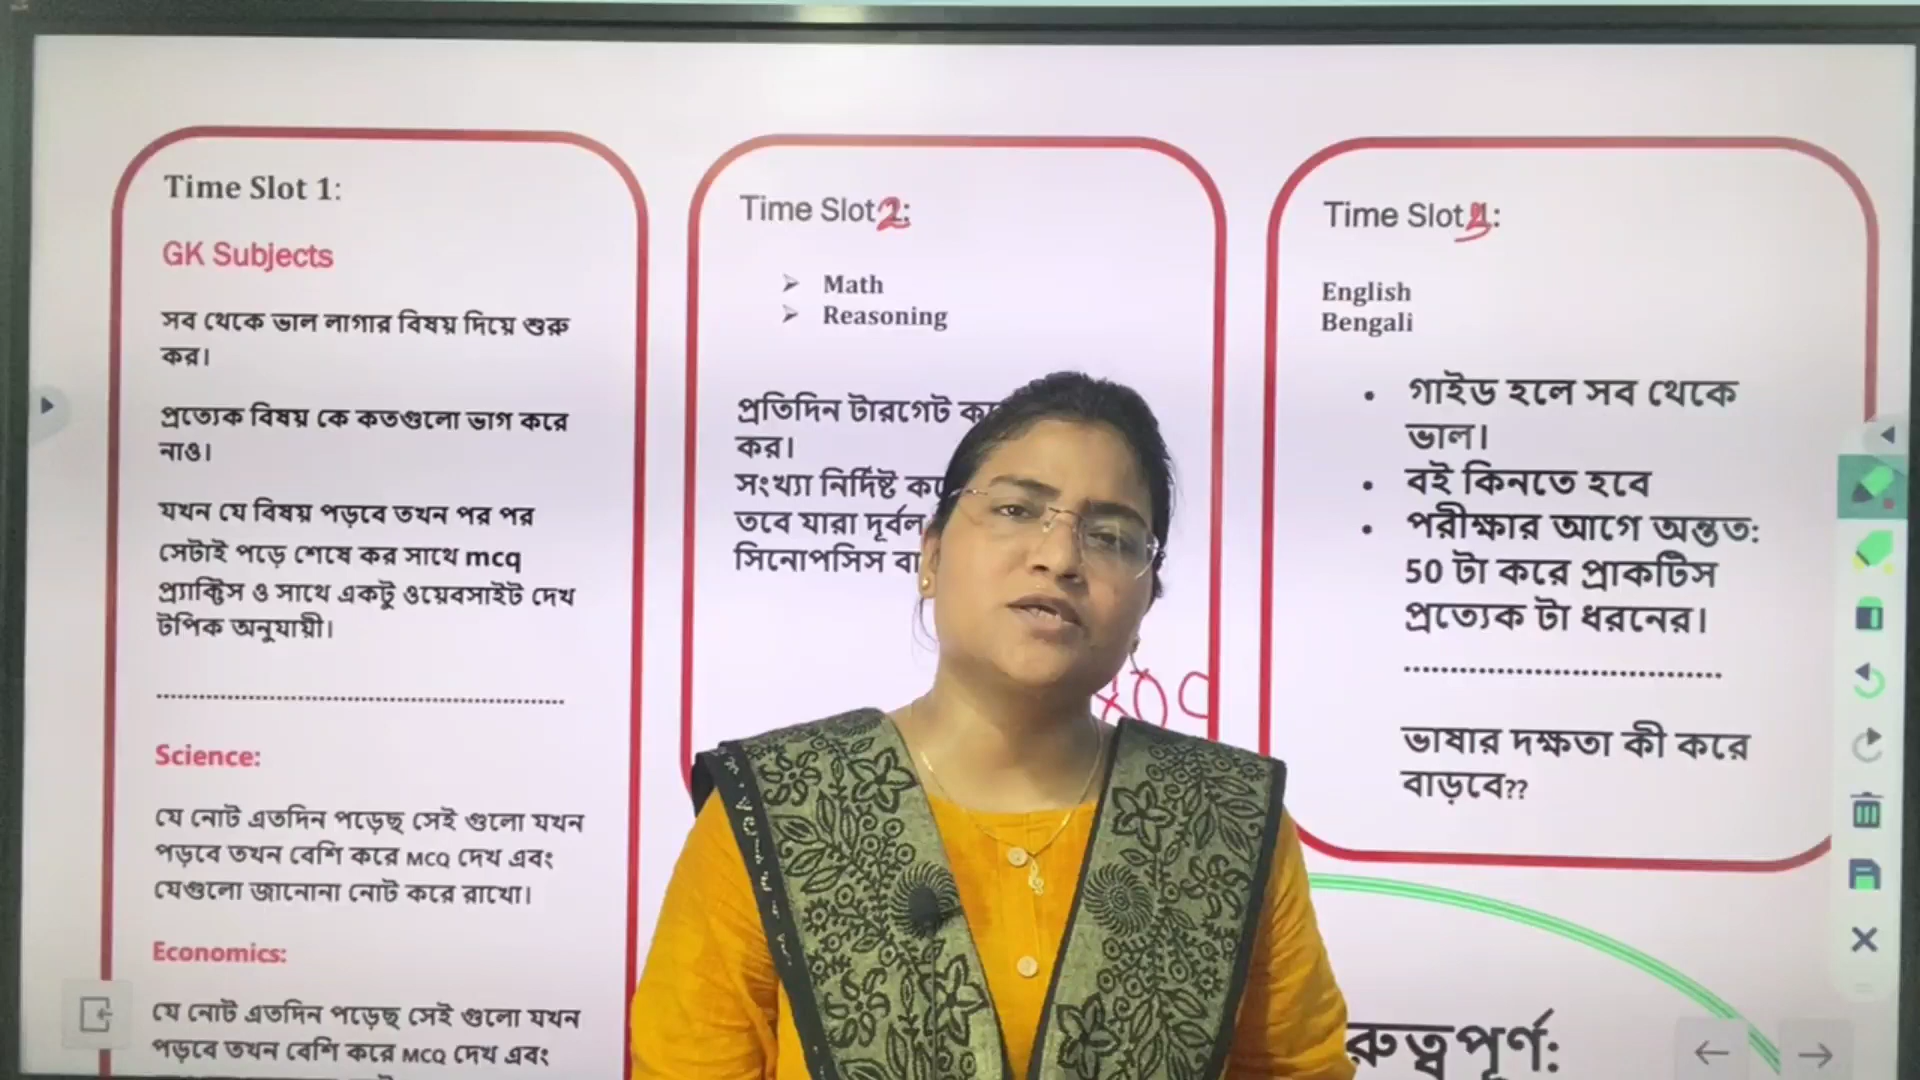 Time Slot 1:
GK Subjects
সব থেকে ভাল লাগার বিষয় দিয়ে শুরু
কর।
প্রত্যেক বিষয় কে কতগুলো ভাগ করে
নাও।
যখন যে বিষয় পড়বে তখন পর পর
সেটাই পড়ে শেষে কর সাথে mcq
প্র্যাক্টিস ও সাথে একটু ওয়েবসাইট দেখ
টপিক অনুযায়ী।
Science:
যে নোট এতদিন পড়েছ সেই গুলো যখন
পড়বে তখন বেশি করে MCQ দেখ এবং
যেগুলো জানোনা নোট করে রাখো।
Economics:
যে নোট এতদিন পড়েছ সেই গুলো যখন
পড়বে তখন বেশি করে MCQ দেখ এবং
Time Slot 2:
Math
Reasoning
প্রতিদিন টারগেট
কর।
সংখ্যা নির্দিষ্ট
তবে যারা দূর্বল
সিনোপসিস
Time Slot 3:
English
Bengali
গাইড হলে সব থেকে
ভাল।
বই কিনতে হবে
পরীক্ষার আগে অন্তত:
50 টা করে প্রাকটিস
প্রত্যেক টা ধরনের।
ভাষার দক্ষতা কী করে
বাড়বে??
রুত্বপূর্ণ: